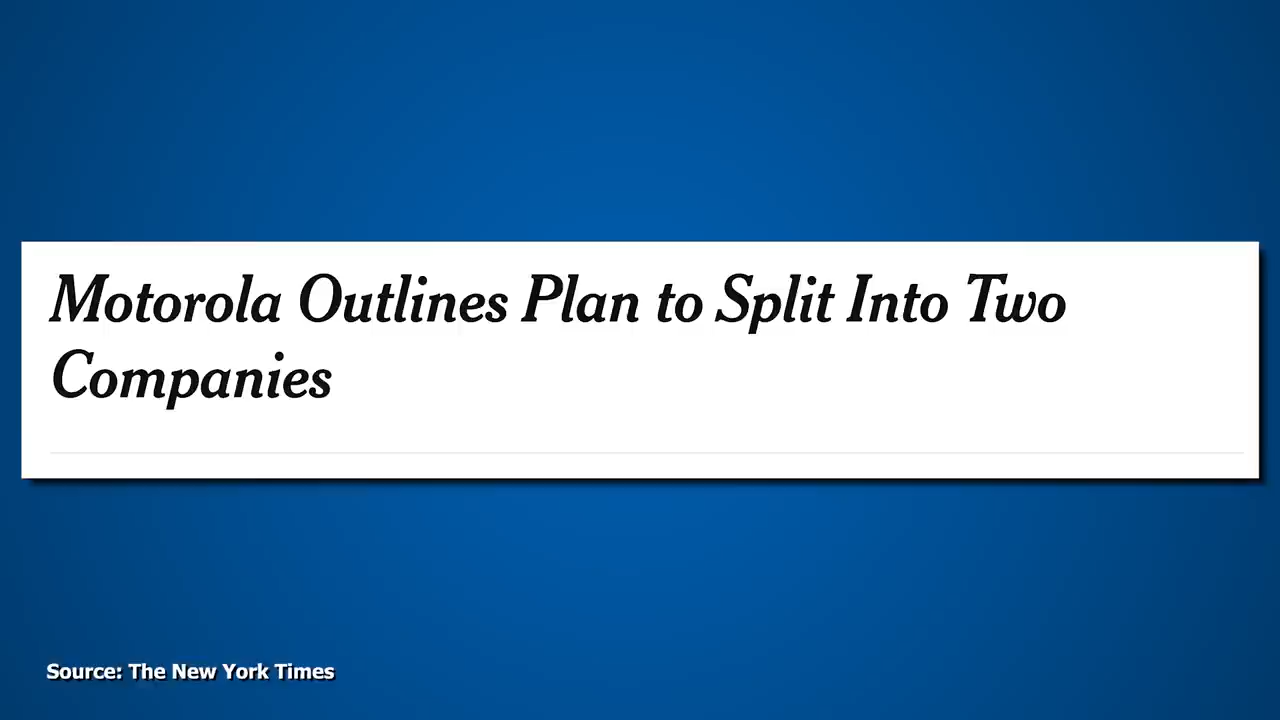 Motorola Outlines Plan to Split Into Two
Companies
Source: The New York Times